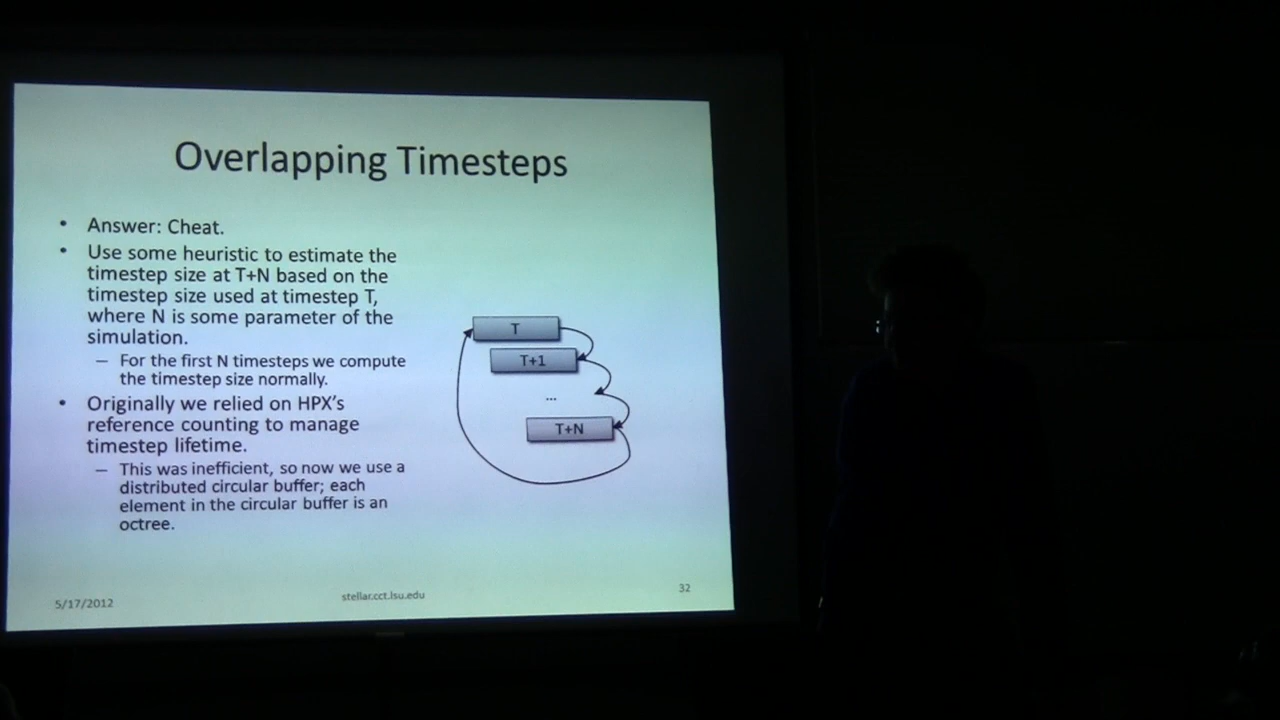 Overlapping Timesteps
• Answer: Cheat.
• Use some heuristic to estimate the
timestep size at T+N based on the
timestep size used at timestep T,
where N is some parameter of the
simulation.
– For the first N timesteps we compute
the timestep size normally.
• Originally we relied on HPX's
reference counting to manage
timestep lifetime.
– This was inefficient, so now we use a
distributed circular buffer; each
element in the circular buffer is an
octree.
T
T+1
...
T+N
5/17/2012
stellar.cct.lsu.edu
32